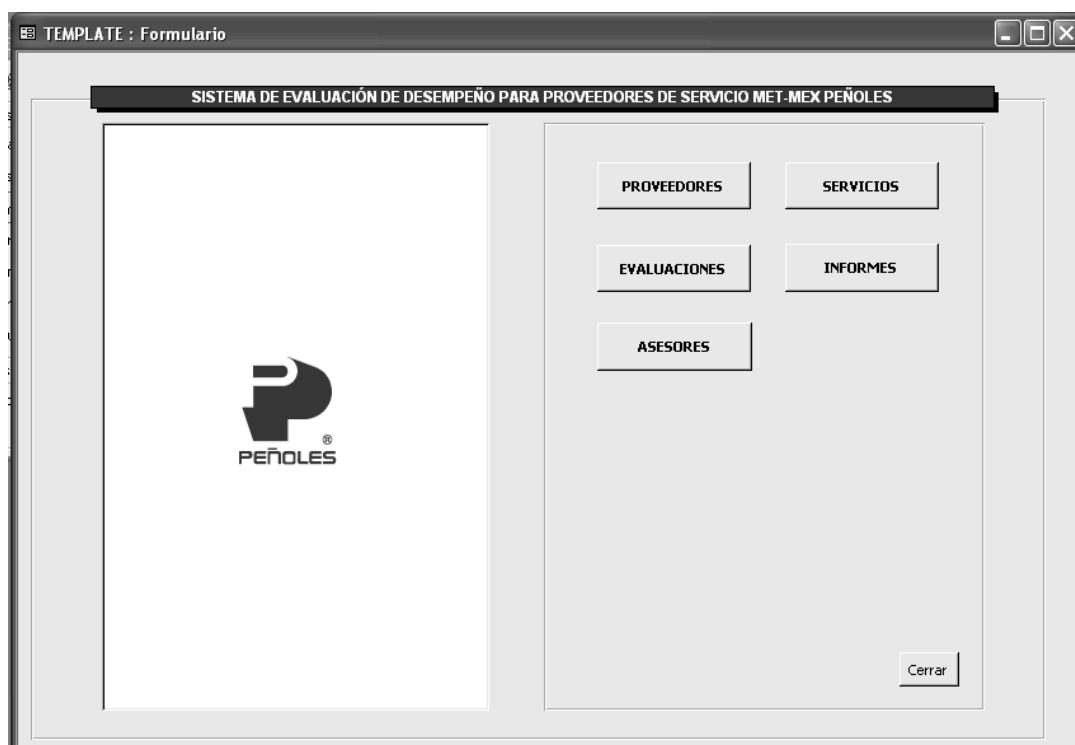 TEMPLATE : Formulario
SISTEMA DE EVALUACIÓN DE DESEMPEÑO PARA PROVEEDORES DE SERVICIO MET-MEX PEÑOLES
PROVEEDORES SERVICIOS
EVALUACIONES INFORMES
ASESORES
®
PEÑOLES
Cerrar